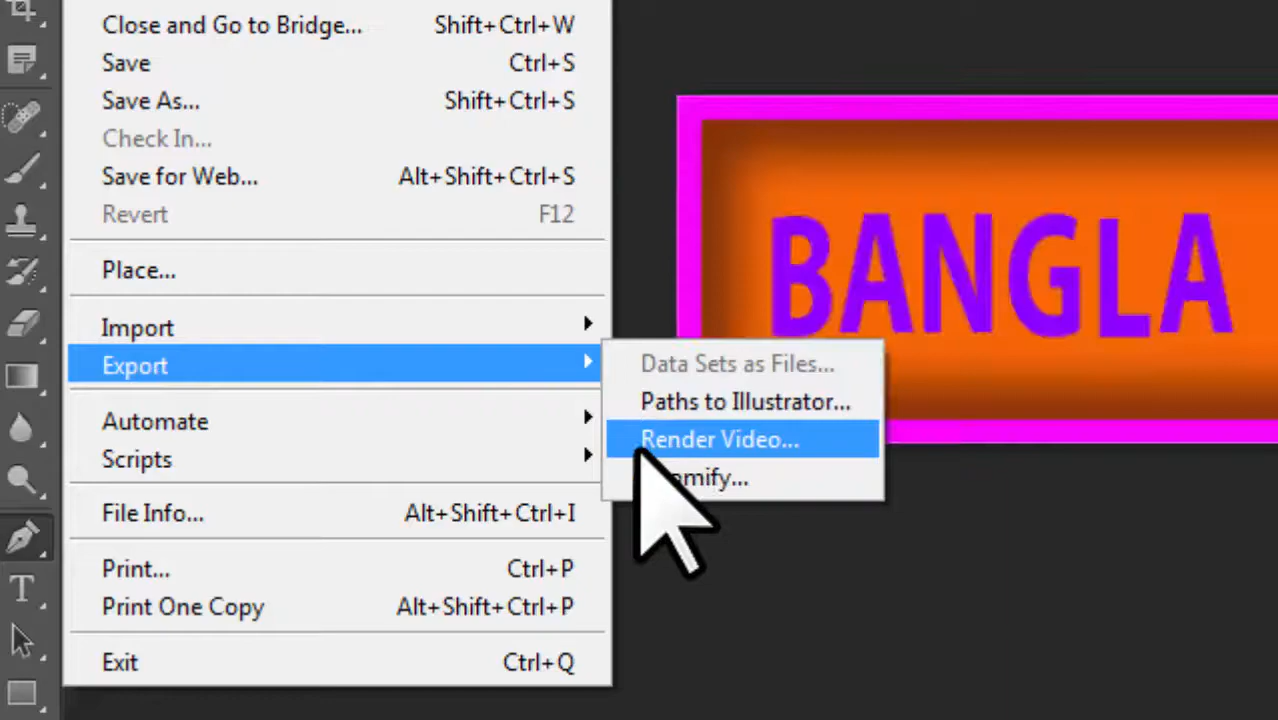 Close and Go to Bridge... Shift+Ctrl+W
Save Ctrl+S
Save As... Shift+Ctrl+S
Check In...
Save for Web... Alt+Shift+Ctrl+S
Revert F12
Place...
Import
Export
Automate
Scripts
File Info... Alt+Shift+Ctrl+I
Print... Ctrl+P
Print One Copy Alt+Shift+Ctrl+P
Exit Ctrl+Q
Data Sets as Files...
Paths to Illustrator...
Render Video...
BANGLA
T